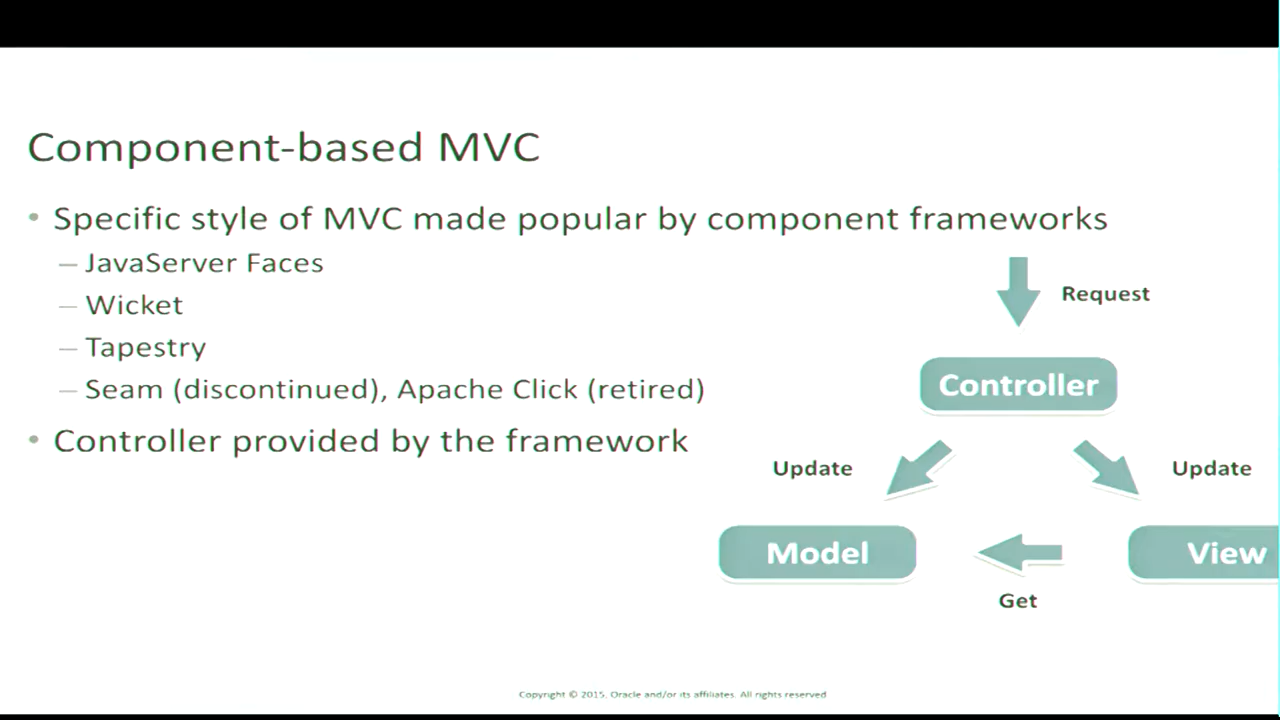 Component-based MVC
• Specific style of MVC made popular by component frameworks
– JavaServer Faces
– Wicket
– Tapestry
– Seam (discontinued), Apache Click (retired)
• Controller provided by the framework
Request
Controller
Update
Update
Model
View
Get
Copyright © 2015, Oracle and/or its affiliates. All rights reserved